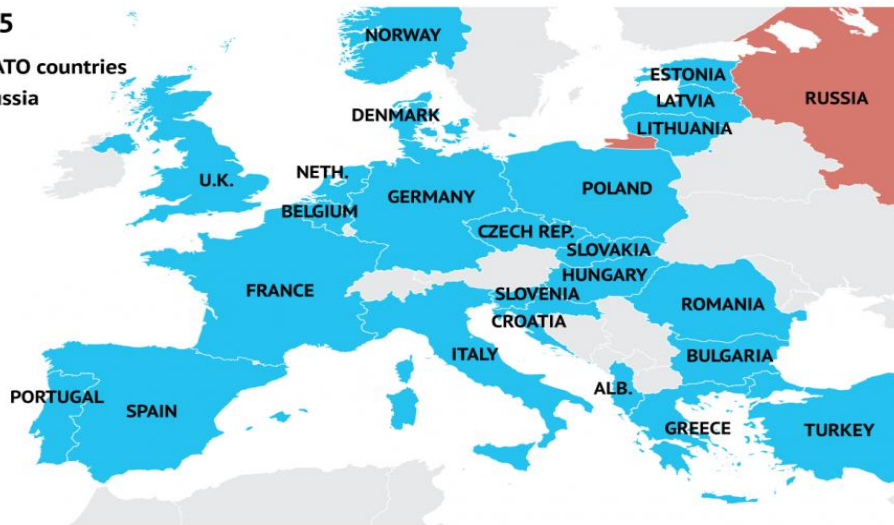 5
ATO countries
ssia
NORWAY
ESTONIA
LATVIA
LITHUANIA
RUSSIA
DENMARK
NETH.
U.K.
BELGIUM
GERMANY
POLAND
CZECH REP.
SLOVAKIA
HUNGARY
SLOVENIA
CROATIA
FRANCE
ROMANIA
ITALY
BULGARIA
ALB.
PORTUGAL
SPAIN
GREECE
TURKEY